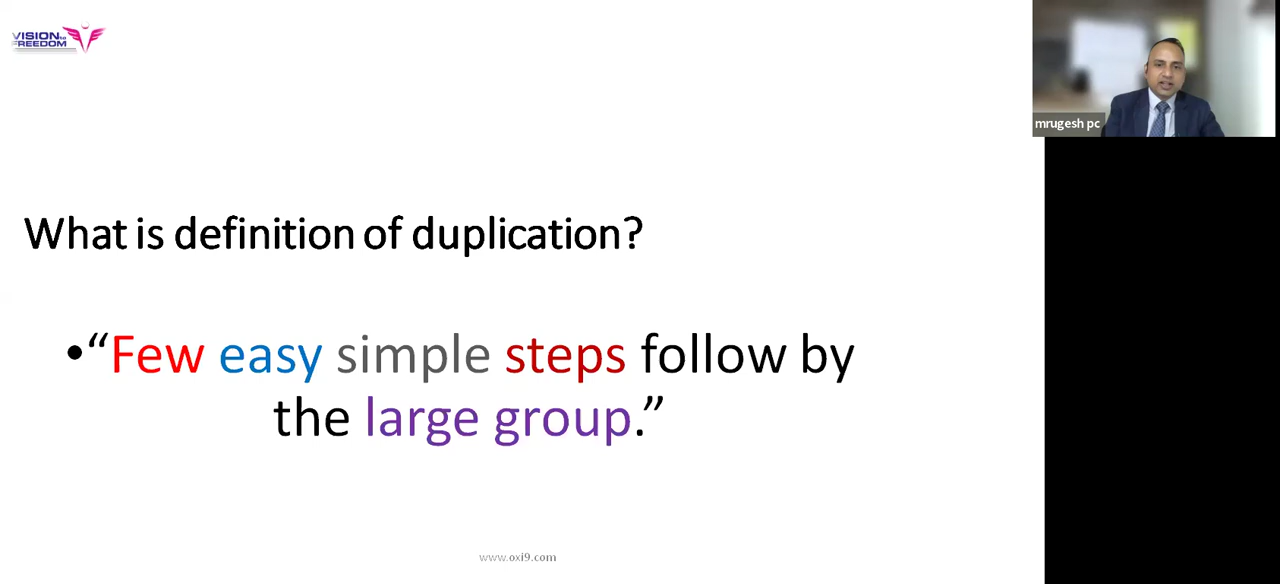 VISION to
FREEDOM
mrugesh pc
What is definition of duplication?
•“Few easy simple steps follow by
the large group.”
www.oxi9.com